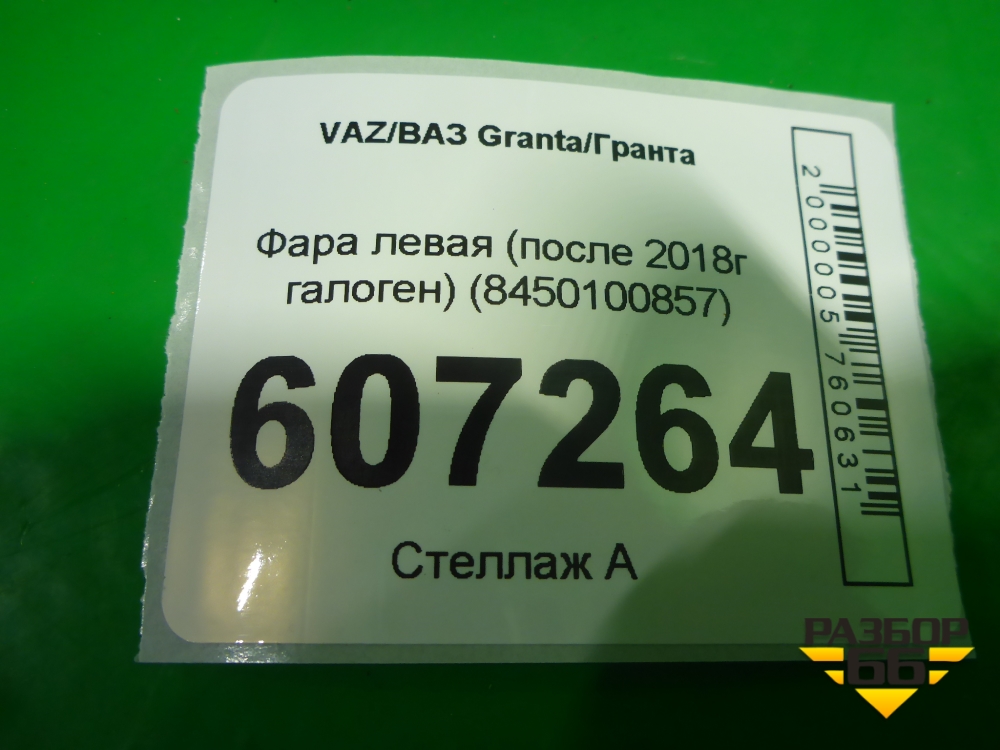 VAZ/ВАЗ Granta/Гранта
Фара левая (после 2018г
галоген) (8450100857)
607264
Стеллаж А
2000005760631
РАЗБОР
66